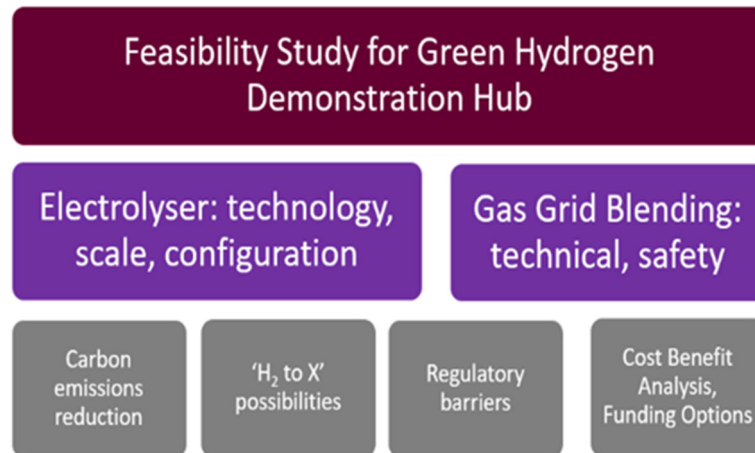 Feasibility Study for Green Hydrogen
Demonstration Hub
Electrolyser: technology,
scale, configuration
Gas Grid Blending:
technical, safety
Carbon
emissions
reduction
‘H₂ to X’
possibilities
Regulatory
barriers
Cost Benefit
Analysis,
Funding Options